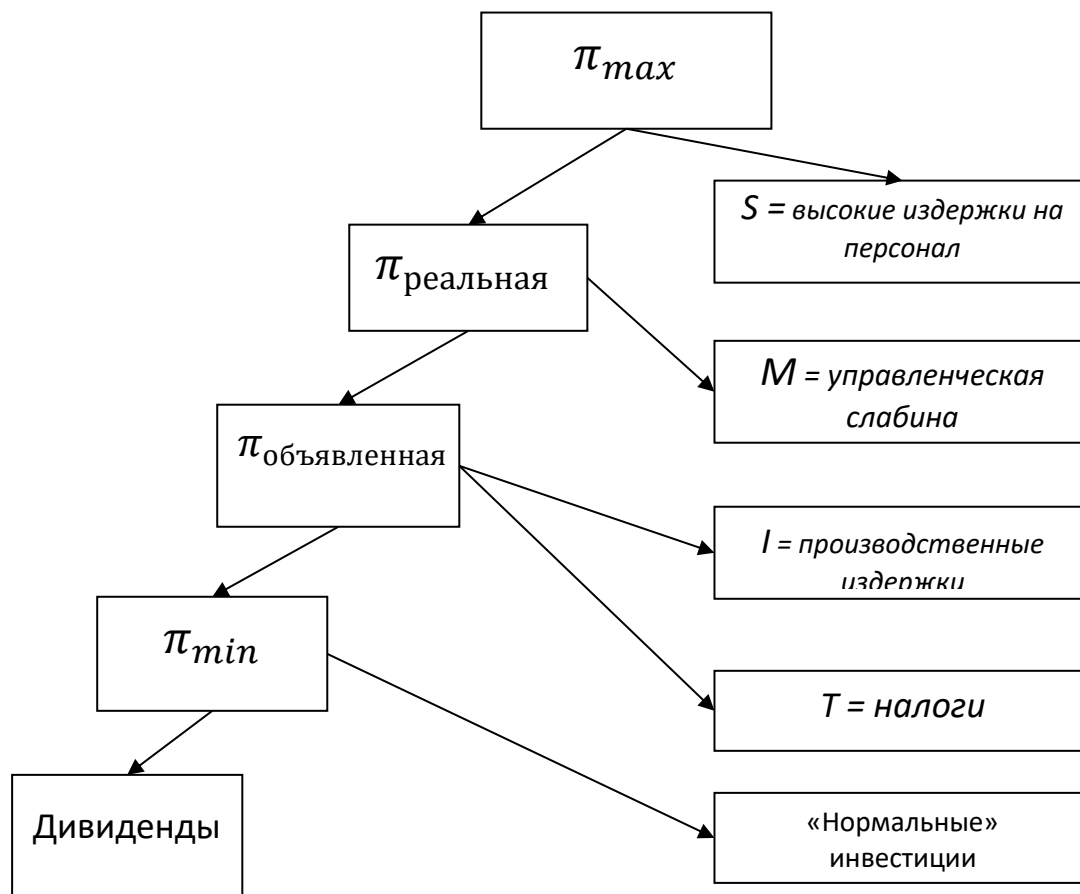 π_max
S = высокие издержки на
персонал
π_реальная
M = управленческая
слабина
π_объявленная
I = производственные
издержки
π_min
T = налоги
Дивиденды
«Нормальные»
инвестиции